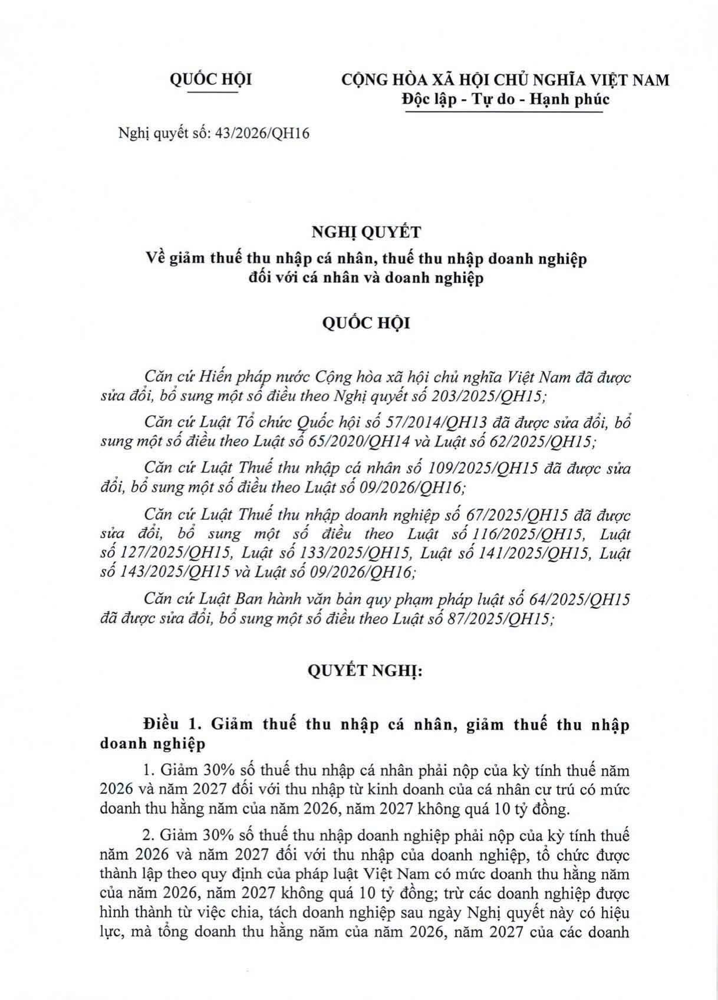 QUỐC HỘI
CỘNG HÒA XÃ HỘI CHỦ NGHĨA VIỆT NAM
Độc lập - Tự do - Hạnh phúc
Nghị quyết số: 43/2026/QH16
NGHỊ QUYẾT
Về giảm thuế thu nhập cá nhân, thuế thu nhập doanh nghiệp
đối với cá nhân và doanh nghiệp
QUỐC HỘI
Căn cứ Hiến pháp nước Cộng hòa xã hội chủ nghĩa Việt Nam đã được
sửa đổi, bổ sung một số điều theo Nghị quyết số 203/2025/QH15;
Căn cứ Luật Tổ chức Quốc hội số 57/2014/QH13 đã được sửa đổi, bổ
sung một số điều theo Luật số 65/2020/QH14 và Luật số 62/2025/QH15;
Căn cứ Luật Thuế thu nhập cá nhân số 109/2025/QH15 đã được sửa
đổi, bổ sung một số điều theo Luật số 09/2026/QH16;
Căn cứ Luật Thuế thu nhập doanh nghiệp số 67/2025/QH15 đã được
sửa đổi, bổ sung một số điều theo Luật số 116/2025/QH15, Luật
số 127/2025/QH15, Luật số 133/2025/QH15, Luật số 141/2025/QH15, Luật
số 143/2025/QH15 và Luật số 09/2026/QH16;
Căn cứ Luật Ban hành văn bản quy phạm pháp luật số 64/2025/QH15
đã được sửa đổi, bổ sung một số điều theo Luật số 87/2025/QH15;
QUYẾT NGHỊ:
Điều 1. Giảm thuế thu nhập cá nhân, giảm thuế thu nhập
doanh nghiệp
1. Giảm 30% số thuế thu nhập cá nhân phải nộp của kỳ tính thuế năm
2026 và năm 2027 đối với thu nhập từ kinh doanh của cá nhân cư trú có mức
doanh thu hằng năm của năm 2026, năm 2027 không quá 10 tỷ đồng.
2. Giảm 30% số thuế thu nhập doanh nghiệp phải nộp của kỳ tính thuế
năm 2026 và năm 2027 đối với thu nhập của doanh nghiệp, tổ chức được
thành lập theo quy định của pháp luật Việt Nam có mức doanh thu hằng năm
của năm 2026, năm 2027 không quá 10 tỷ đồng; trừ các doanh nghiệp được
hình thành từ việc chia, tách doanh nghiệp sau ngày Nghị quyết này có hiệu
lực, mà tổng doanh thu hằng năm của năm 2026, năm 2027 của các doanh